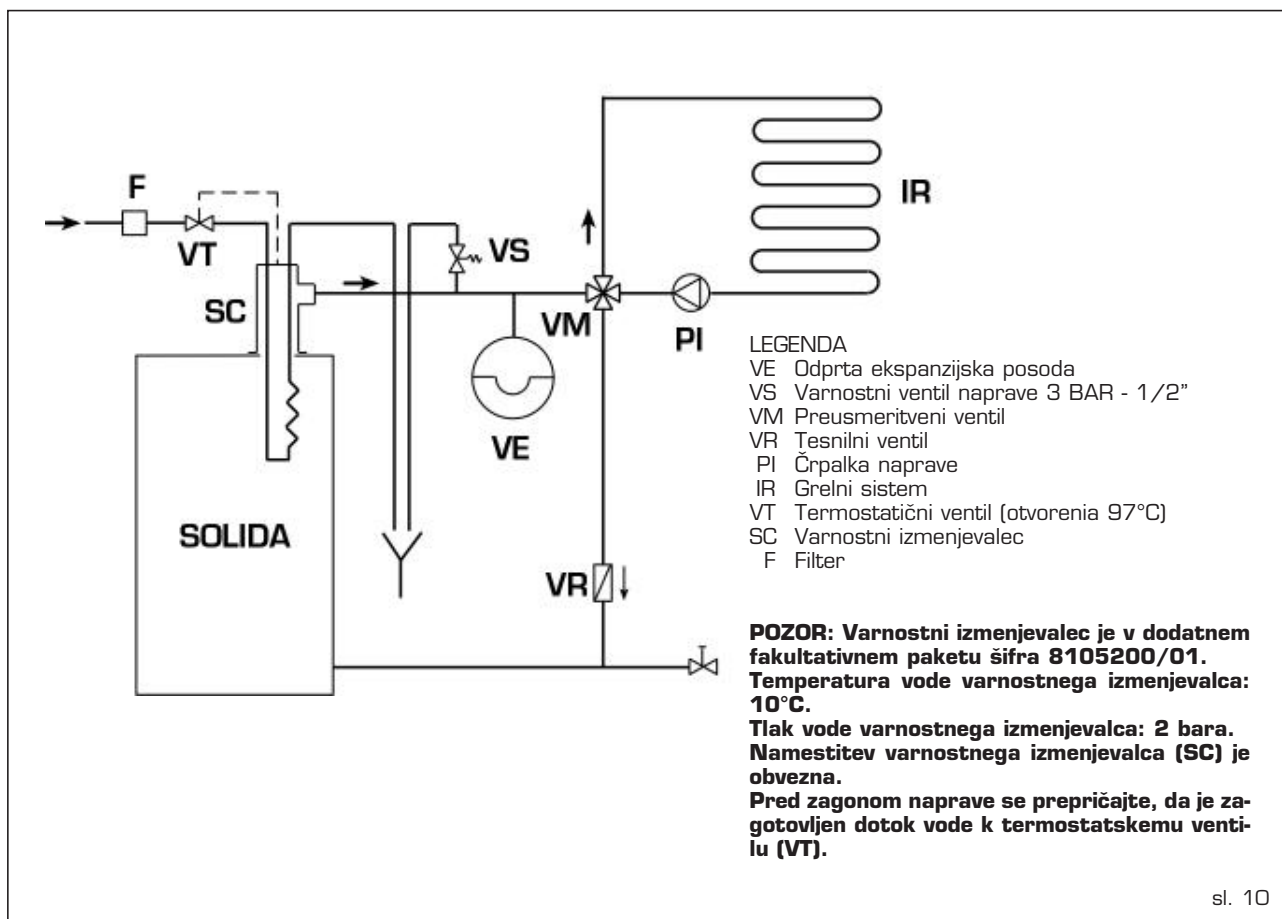 F
VT
SC
VS
VM
PI
IR
VE
SOLIDA
VR
LEGENDA
VE Odprta ekspanzijska posoda
VS Varnostni ventil naprave 3 BAR - 1/2”
VM Preusmeritveni ventil
VR Tesnilni ventil
PI Črpalka naprave
IR Grelni sistem
VT Termostatični ventil (otvorenia 97°C)
SC Varnostni izmenjevalec
F Filter
POZOR: Varnostni izmenjevalec je v dodatnem
fakultativnem paketu šifra 8105200/01.
Temperatura vode varnostnega izmenjevalca:
10°C.
Tlak vode varnostnega izmenjevalca: 2 bara.
Namestitev varnostnega izmenjevalca (SC) je
obvezna.
Pred zagonom naprave se prepričajte, da je za-
gotovljen dotok vode k termostatskemu venti-
lu (VT).
sl. 10